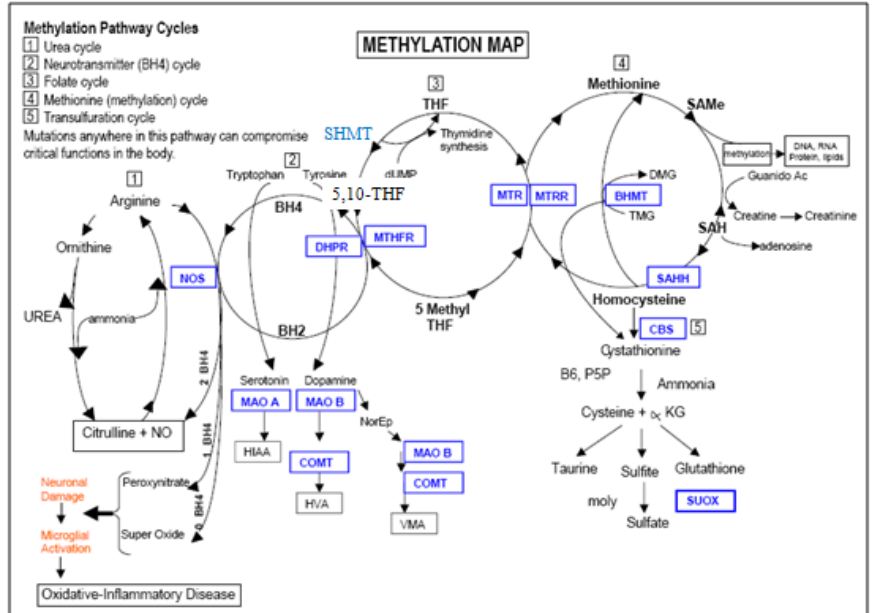 Methylation Pathway Cycles
1 Urea cycle
2 Neurotransmitter (BH4) cycle
3 Folate cycle
4 Methionine (methylation) cycle
5 Transulfuration cycle
Mutations anywhere in this pathway can compromise
critical functions in the body.
METHYLATION MAP
1
Arginine
Ornithine
UREA
ammonia
Citrulline + NO
NOS
2
Tryptophan
Tyrosine
BH4
BH2
DHPR
MTHFR
5,10-THF
SHMT
3
THF
Thymidine
synthesis
dUMP
5 Methyl
THF
MTR
MTRR
4
Methionine
SAMe
methylation
DNA, RNA
Protein, lipids
Guanido Ac
Creatine
Creatinine
SAH
adenosine
DMG
BHMT
TMG
SAHH
Homocysteine
CBS
5
Cystathionine
B6, P5P
Ammonia
Cysteine + ∝ KG
Taurine
Sulfite
Glutathione
moly
SUOX
Sulfate
2_BH4
1_BH4
0_BH4
Serotonin
MAO A
HIAA
Dopamine
MAO B
COMT
HVA
NorEp
MAO B
COMT
VMA
Peroxynitrate
Super Oxide
Neuronal
Damage
Microglial
Activation
Oxidative-Inflammatory Disease